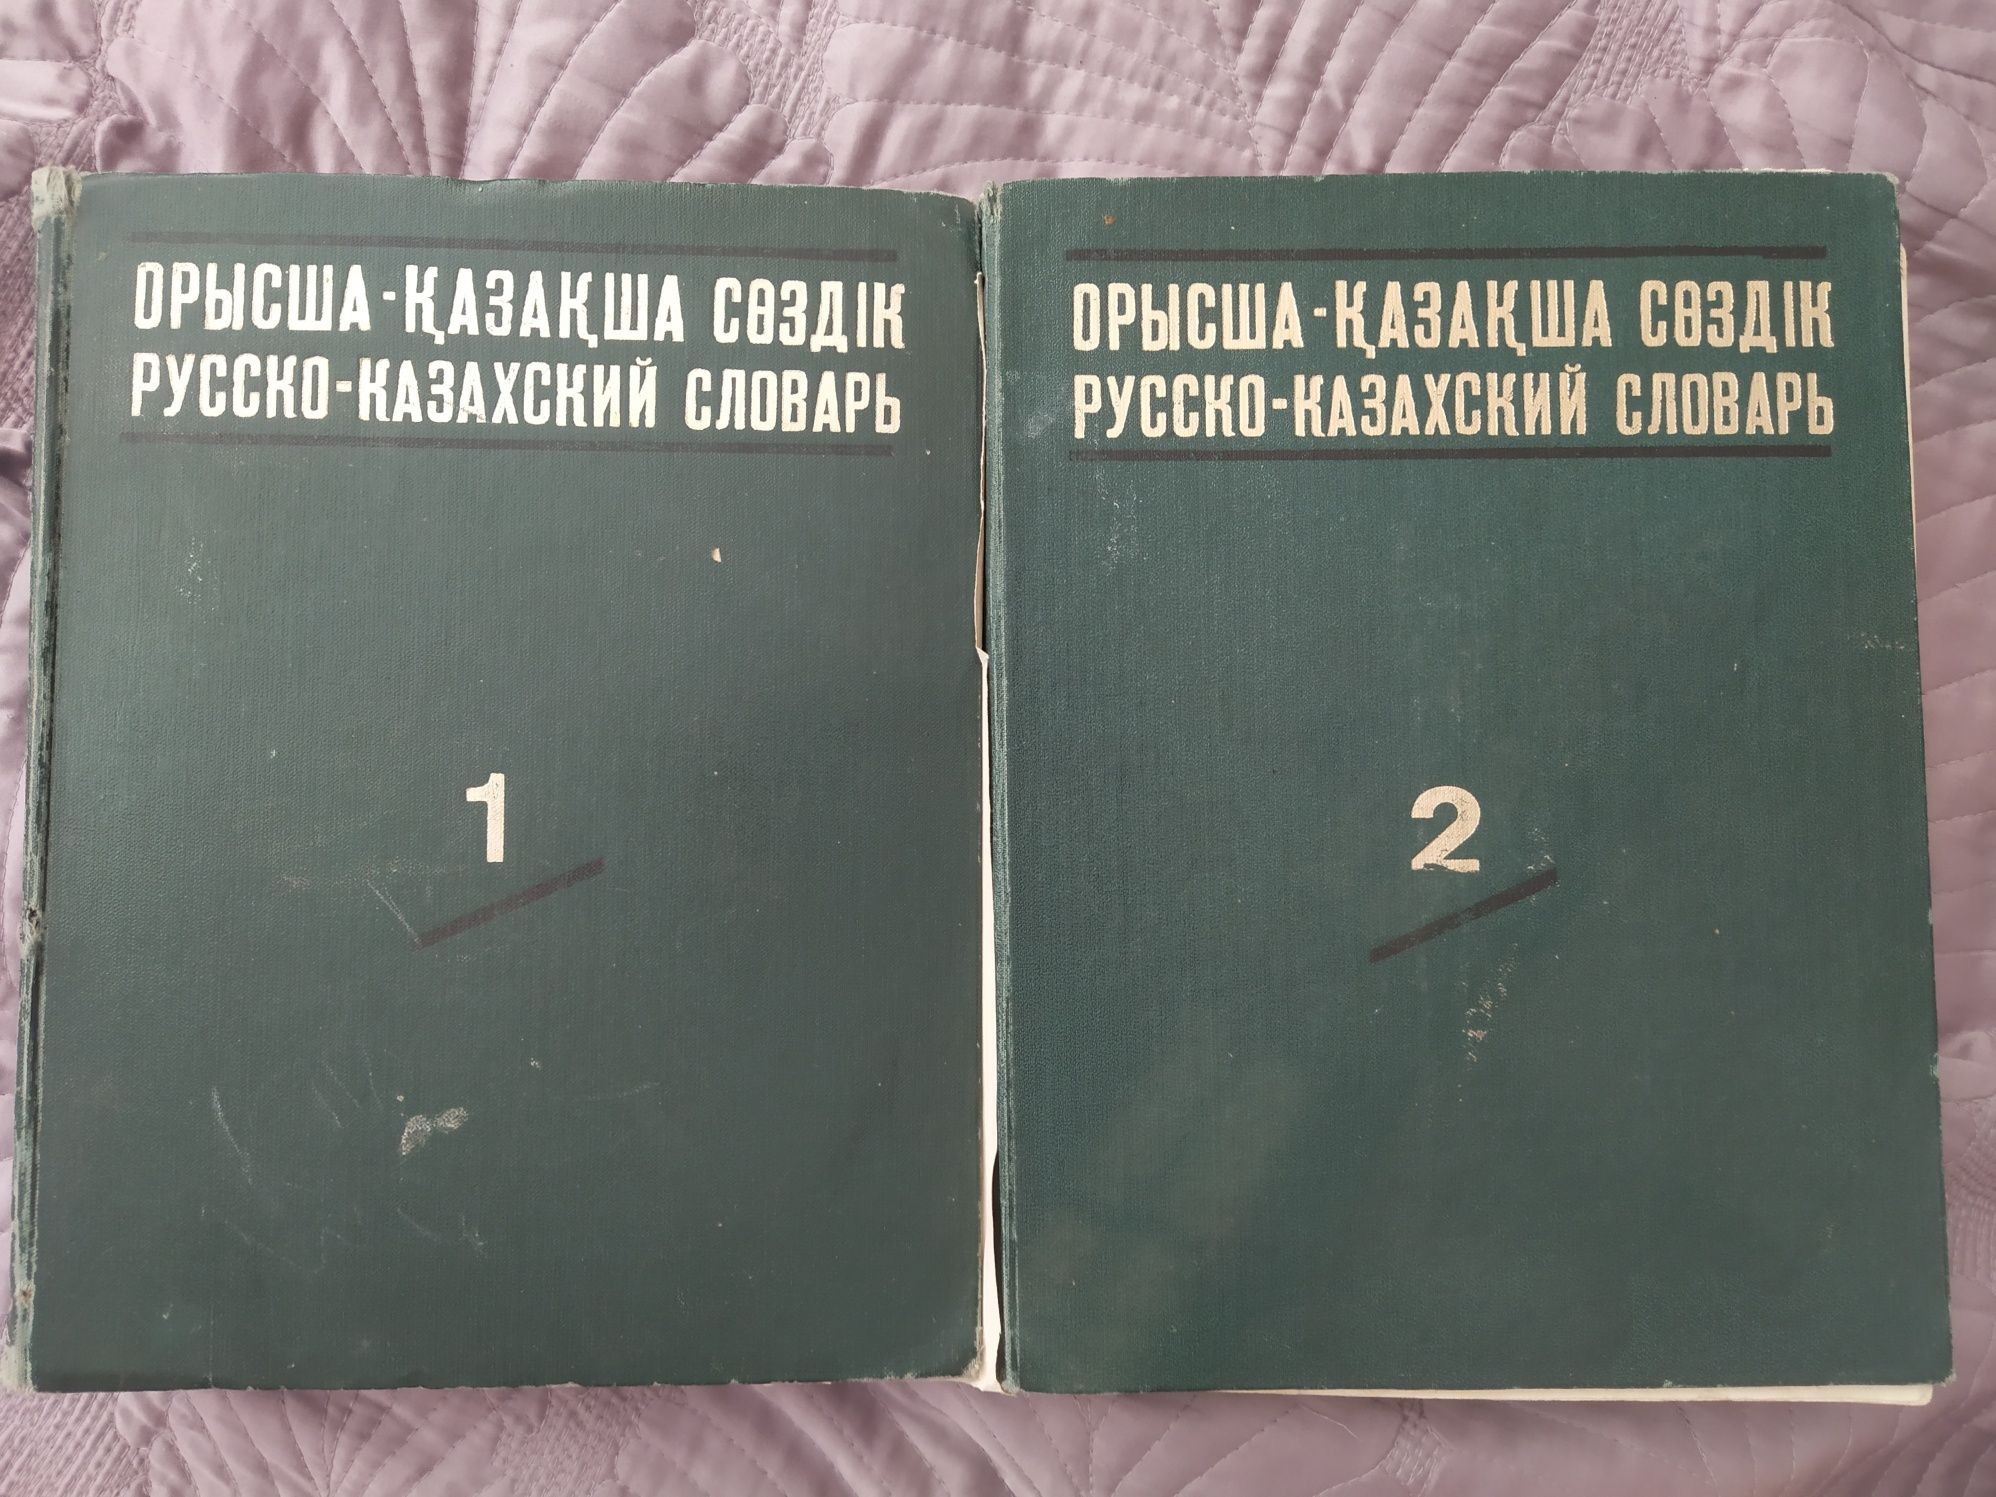 ОРЫСША-ҚАЗАҚША СӨЗДІК
РУССКО-КАЗАХСКИЙ СЛОВАРЬ
1
ОРЫСША-ҚАЗАҚША СӨЗДІК
РУССКО-КАЗАХСКИЙ СЛОВАРЬ
2